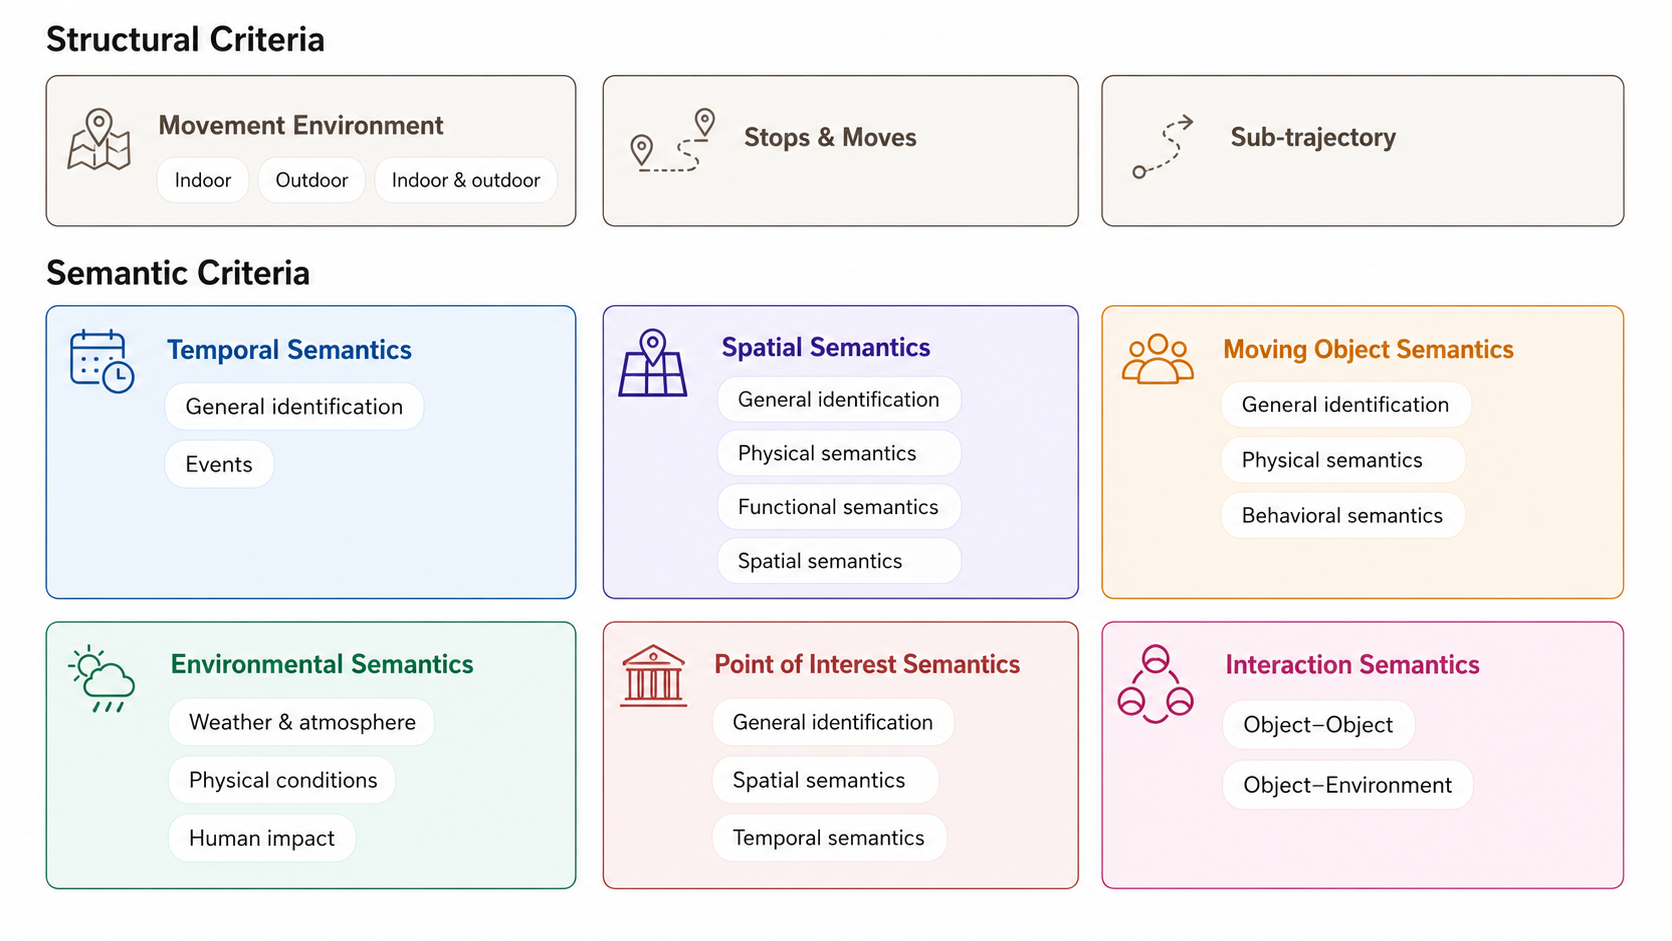 Structural Criteria
Movement Environment
Indoor
Outdoor
Indoor & outdoor
Stops & Moves
Sub-trajectory
Semantic Criteria
Temporal Semantics
General identification
Events
Spatial Semantics
General identification
Physical semantics
Functional semantics
Spatial semantics
Moving Object Semantics
General identification
Physical semantics
Behavioral semantics
Environmental Semantics
Weather & atmosphere
Physical conditions
Human impact
Point of Interest Semantics
General identification
Spatial semantics
Temporal semantics
Interaction Semantics
Object–Object
Object–Environment